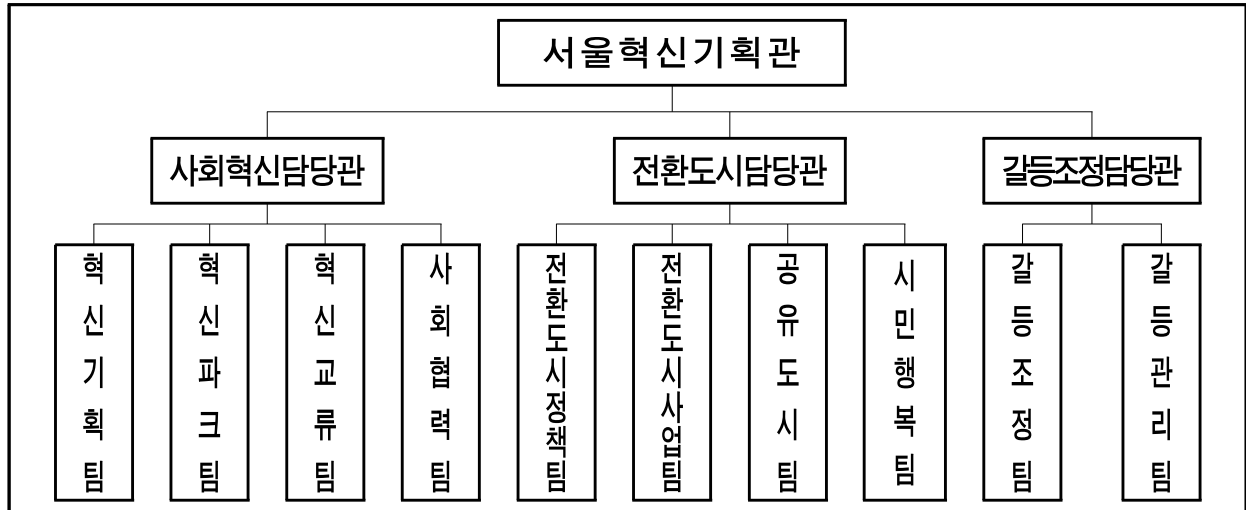 서울혁신기획관
사회혁신담당관
전환도시담당관
갈등조정담당관
혁신기획팀
혁신파크팀
혁신교류팀
사회협력팀
전환도시정책팀
전환도시사업팀
공유도시팀
시민행복팀
갈등조정팀
갈등관리팀